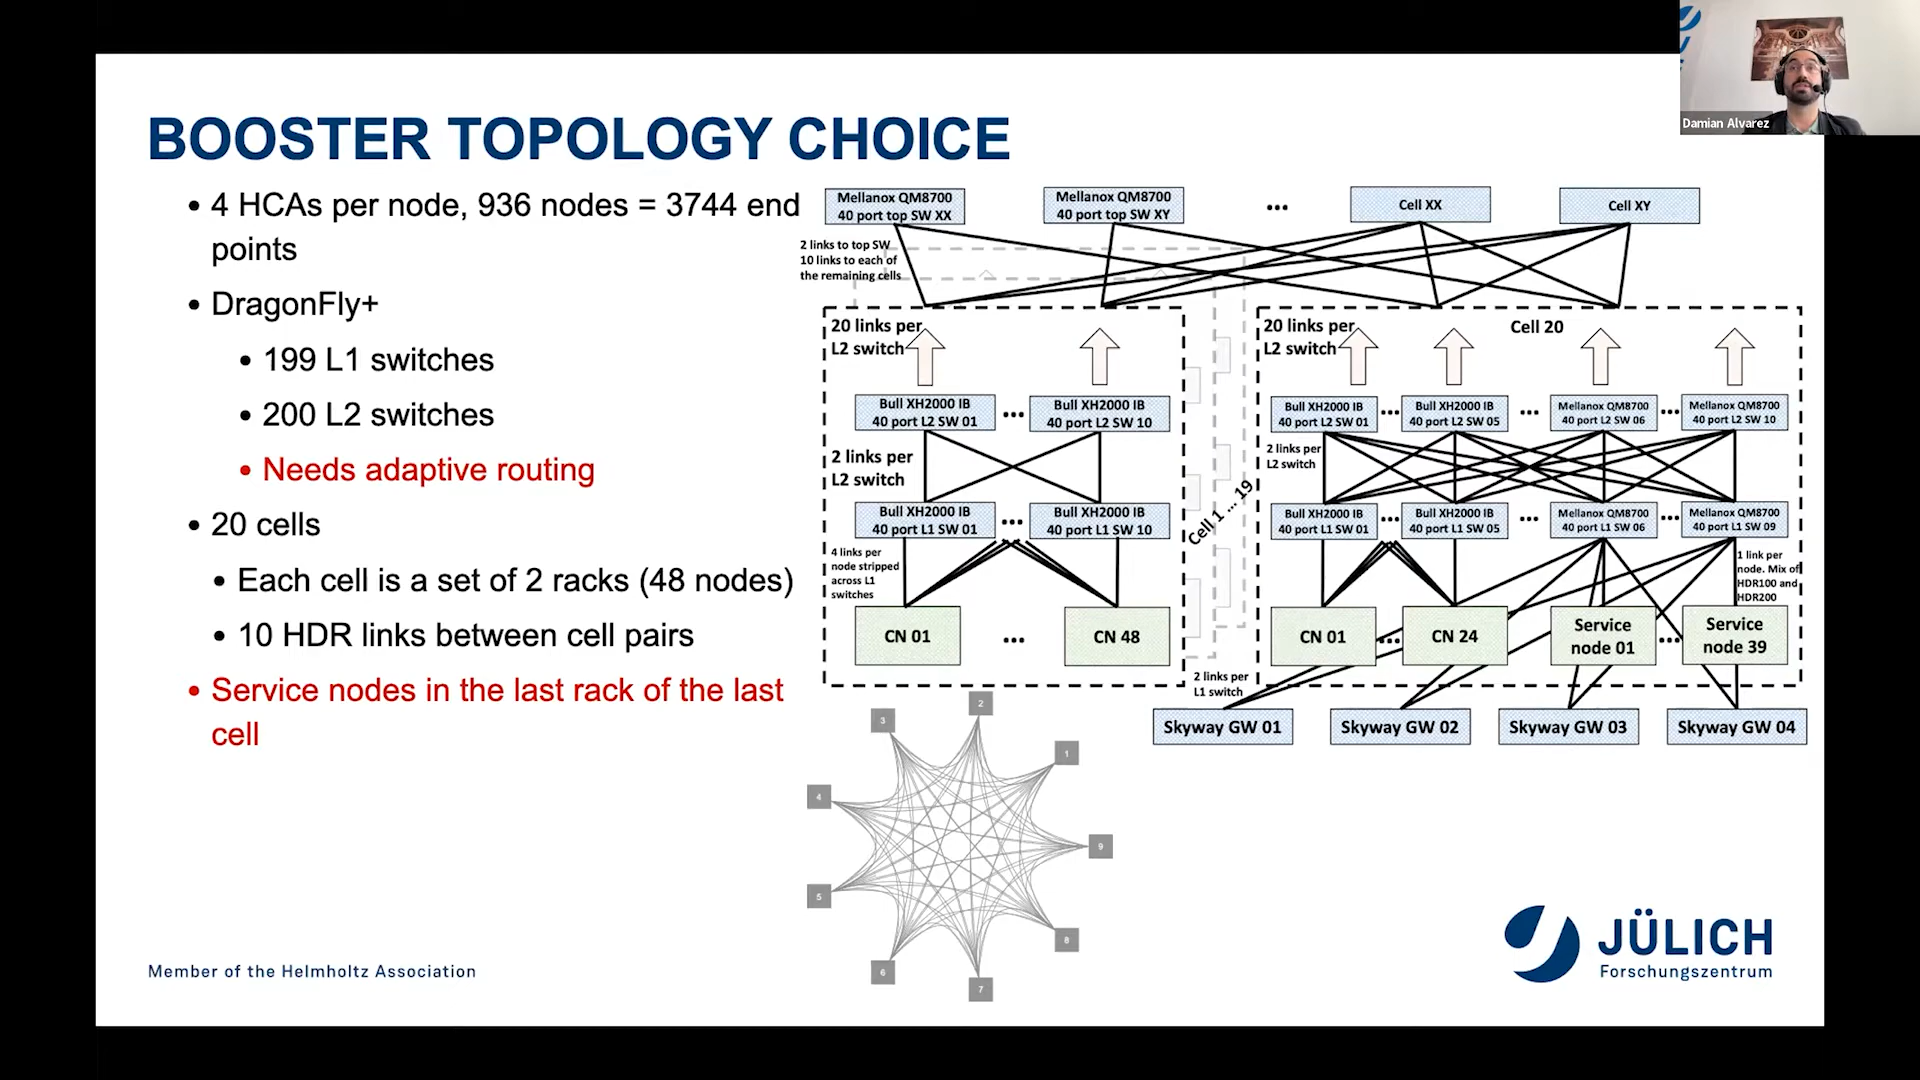 Damian Alvarez
BOOSTER TOPOLOGY CHOICE
• 4 HCAs per node, 936 nodes = 3744 end
points
• DragonFly+
• 199 L1 switches
• 200 L2 switches
• Needs adaptive routing
• 20 cells
• Each cell is a set of 2 racks (48 nodes)
• 10 HDR links between cell pairs
• Service nodes in the last rack of the last
cell
Mellanox QM8700
40 port top SW XX
Mellanox QM8700
40 port top SW XY
...
Cell XX
Cell XY
2 links to top SW
10 links to each of
the remaining cells
20 links per
L2 switch
Bull XH2000 IB
40 port L2 SW 01
...
Bull XH2000 IB
40 port L2 SW 10
2 links per
L2 switch
Bull XH2000 IB
40 port L1 SW 01
...
Bull XH2000 IB
40 port L1 SW 10
4 links per
node stripped
across L1
switches
CN 01
...
CN 48
Cell 1 ... 19
20 links per
L2 switch
Cell 20
Bull XH2000 IB
40 port L2 SW 01
...
Bull XH2000 IB
40 port L2 SW 05
...
Mellanox QM8700
40 port L2 SW 06
...
Mellanox QM8700
40 port L2 SW 10
2 links per
L2 switch
Bull XH2000 IB
40 port L1 SW 01
...
Bull XH2000 IB
40 port L1 SW 05
...
Mellanox QM8700
40 port L1 SW 06
...
Mellanox QM8700
40 port L1 SW 09
1 link per
node. Mix of
HDR100 and
HDR200
CN 01
...
CN 24
Service
node 01
...
Service
node 39
2 links per
L1 switch
Skyway GW 01
Skyway GW 02
Skyway GW 03
Skyway GW 04
2
3
1
4
9
5
8
6
7
Member of the Helmholtz Association
JÜLICH
Forschungszentrum